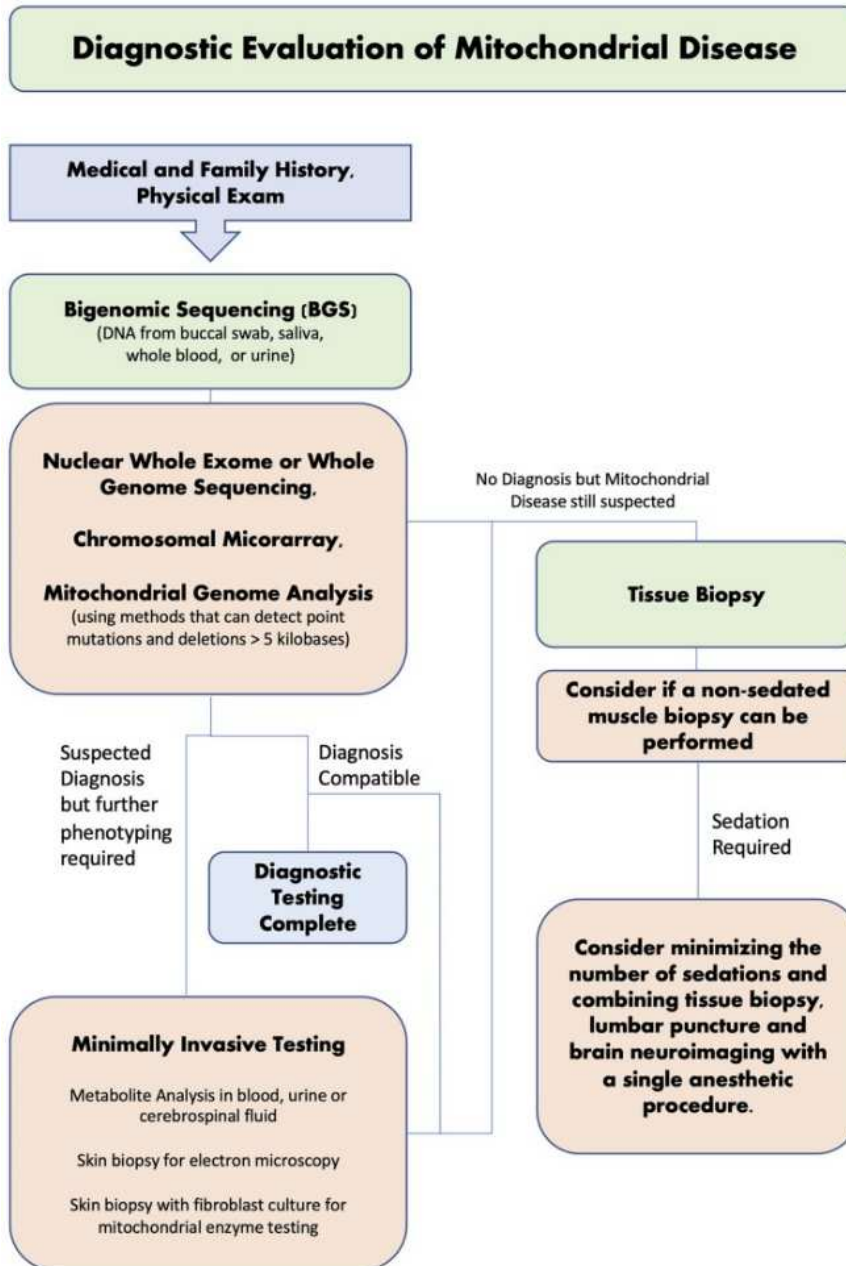 Diagnostic Evaluation of Mitochondrial Disease
Medical and Family History,
Physical Exam
Bigenomic Sequencing (BGS)
(DNA from buccal swab, saliva,
whole blood, or urine)
Nuclear Whole Exome or Whole
Genome Sequencing,
Chromosomal Micorarray,
Mitochondrial Genome Analysis
(using methods that can detect point
mutations and deletions > 5 kilobases)
No Diagnosis but Mitochondrial
Disease still suspected
Tissue Biopsy
Consider if a non-sedated
muscle biopsy can be
performed
Suspected
Diagnosis
but further
phenotyping
required
Diagnosis
Compatible
Sedation
Required
Diagnostic
Testing
Complete
Consider minimizing the
number of sedations and
combining tissue biopsy,
lumbar puncture and
brain neuroimaging with
a single anesthetic
procedure.
Minimally Invasive Testing
Metabolite Analysis in blood, urine or
cerebrospinal fluid
Skin biopsy for electron microscopy
Skin biopsy with fibroblast culture for
mitochondrial enzyme testing